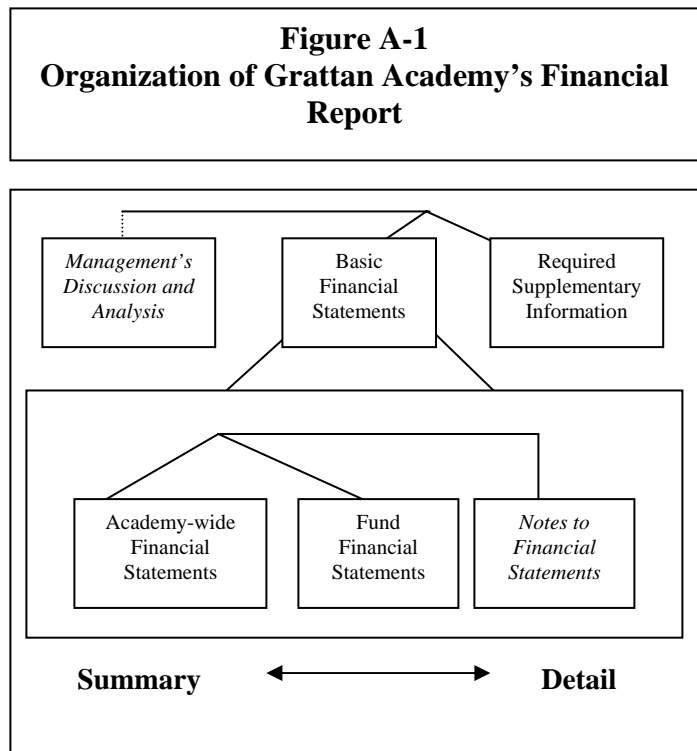 Figure A-1
Organization of Grattan Academy's Financial
Report
Management's
Discussion and
Analysis
Basic
Financial
Statements
Required
Supplementary
Information
Academy-wide
Financial
Statements
Fund
Financial
Statements
Notes to
Financial
Statements
Summary
Detail